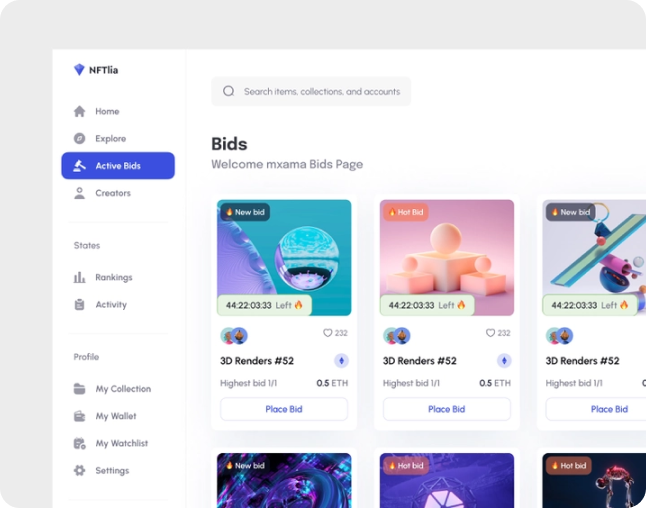 NFTlia
Home
Explore
Active Bids
Creators
States
Rankings
Activity
Profile
My Collection
My Wallet
My Watchlist
Settings
Search items, collections, and accounts
Bids
Welcome mxama Bids Page
New bid
44:22:03:33 Left
232
3D Renders #52
Highest bid 1/1 0.5 ETH
Place Bid
Hot Bid
44:22:03:33 Left
232
3D Renders #52
Highest bid 1/1 0.5 ETH
Place Bid
New bid
44:22:03:33 Left
3D Renders #52
Highest bid 1/1
Place Bid
New bid
Hot bid
Hot bid